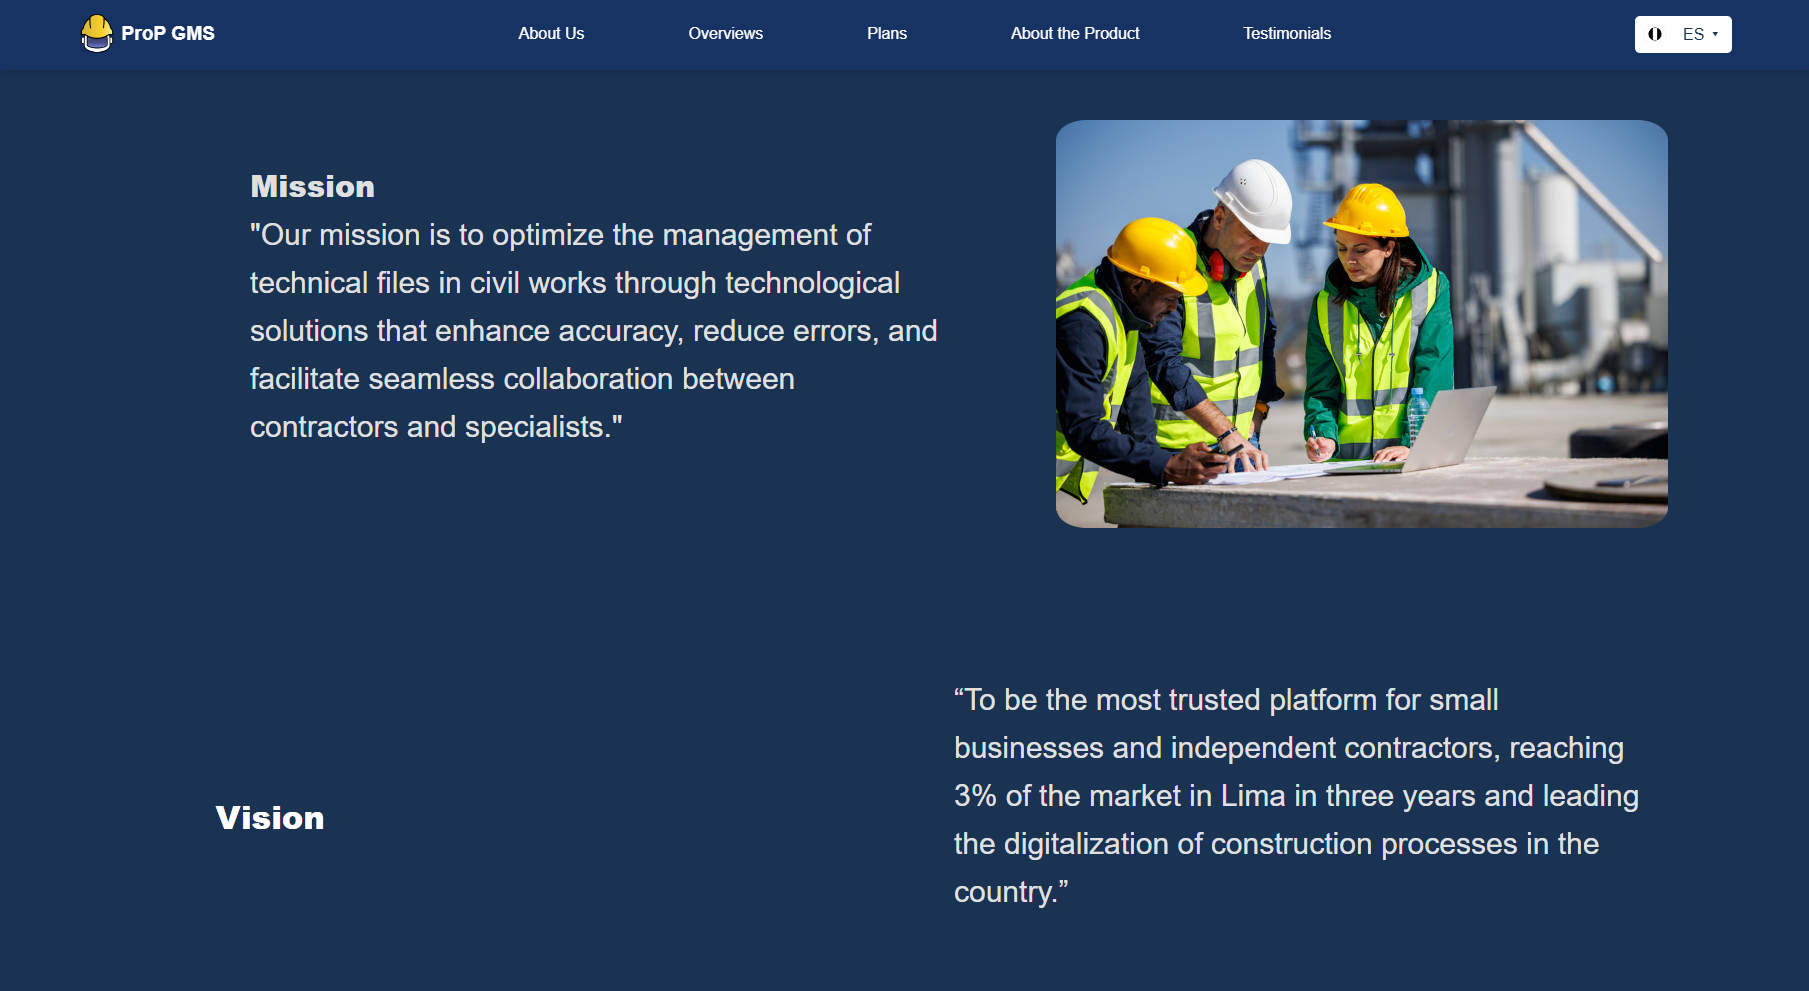 ProP GMS
About Us
Overviews
Plans
About the Product
Testimonials
ES
Mission
"Our mission is to optimize the management of
technical files in civil works through technological
solutions that enhance accuracy, reduce errors, and
facilitate seamless collaboration between
contractors and specialists."
Vision
“To be the most trusted platform for small
businesses and independent contractors, reaching
3% of the market in Lima in three years and leading
the digitalization of construction processes in the
country.”